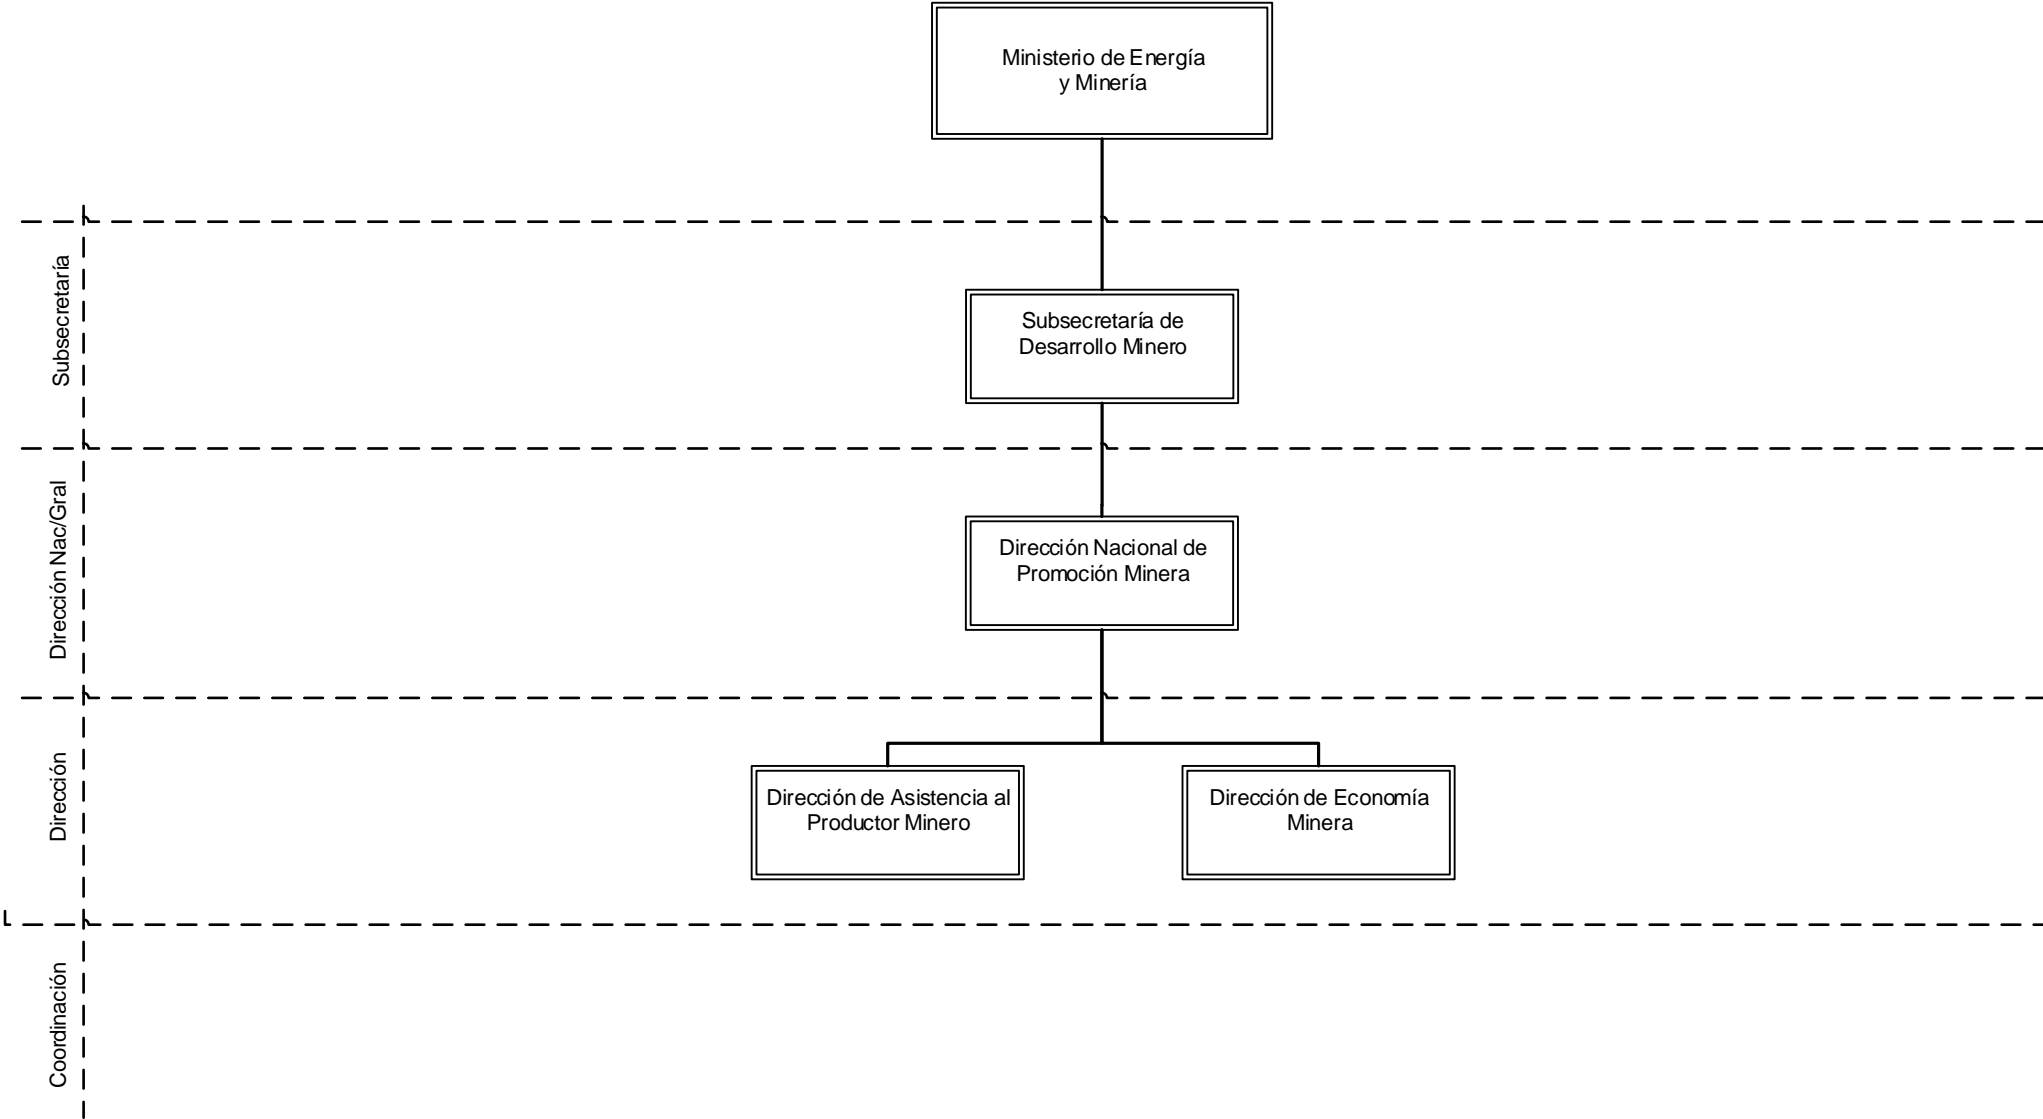 Ministerio de Energía
y Minería
Subsecretaría
Subsecretaría de
Desarrollo Minero
Dirección Nac/Gral
Dirección Nacional de
Promoción Minera
Dirección
Dirección de Asistencia al
Productor Minero
Dirección de Economía
Minera
Coordinación